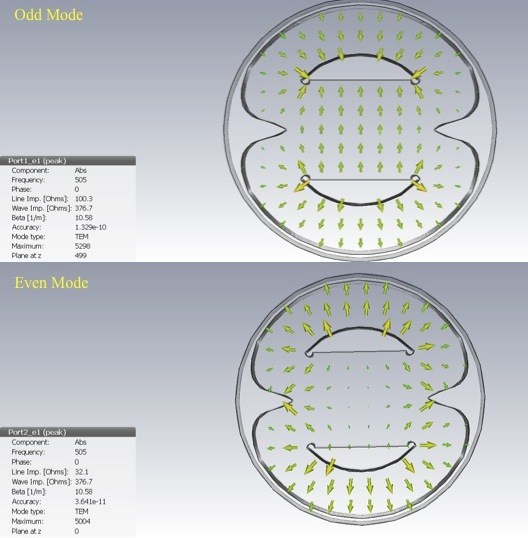 Odd Mode
Port1_e1 (peak)
Component: Abs
Frequency: 505
Phase: 0
Line Imp. [Ohms]: 100.3
Wave Imp. [Ohms]: 376.7
Beta [1/m]: 10.58
Accuracy: 1.329e-10
Mode type: TEM
Maximum: 5298
Plane at z 499
Even Mode
Port2_e1 (peak)
Component: Abs
Frequency: 505
Phase: 0
Line Imp. [Ohms]: 32.1
Wave Imp. [Ohms]: 376.7
Beta [1/m]: 10.58
Accuracy: 3.641e-11
Mode type: TEM
Maximum: 5004
Plane at z 0